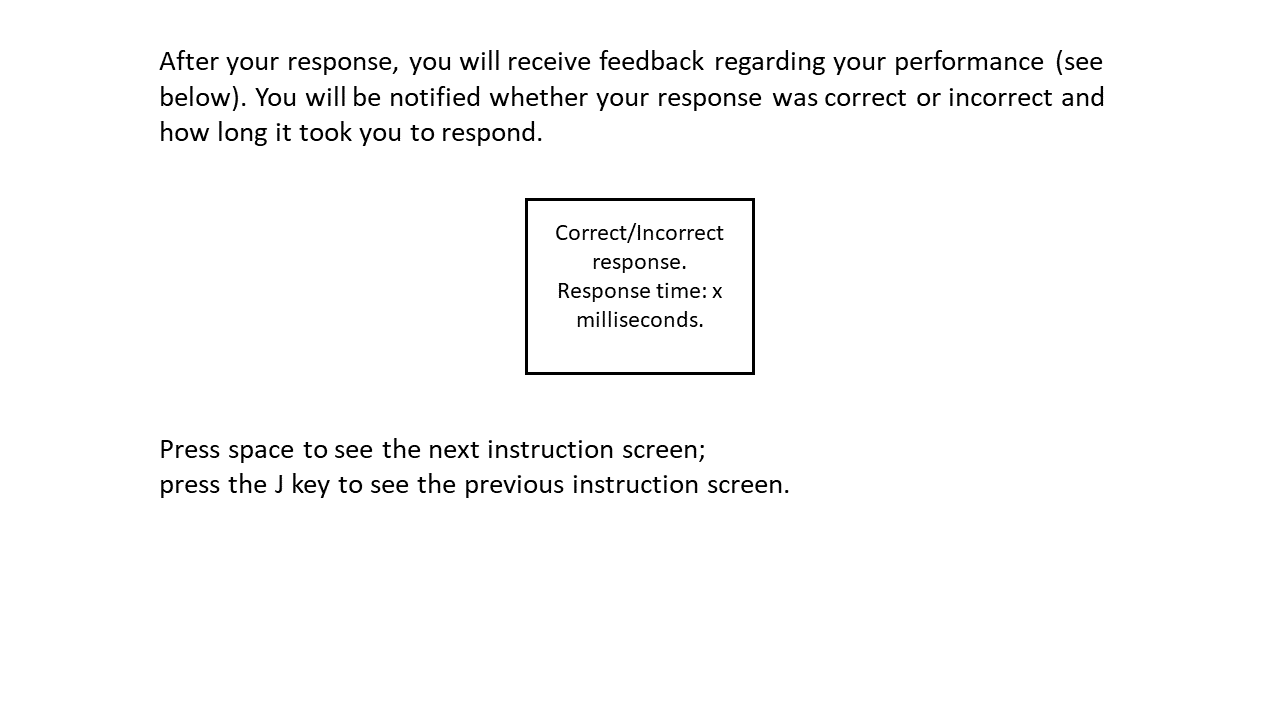 After your response, you will receive feedback regarding your performance (see
below). You will be notified whether your response was correct or incorrect and
how long it took you to respond.
Correct/Incorrect
response.
Response time: x
milliseconds.
Press space to see the next instruction screen;
press the J key to see the previous instruction screen.